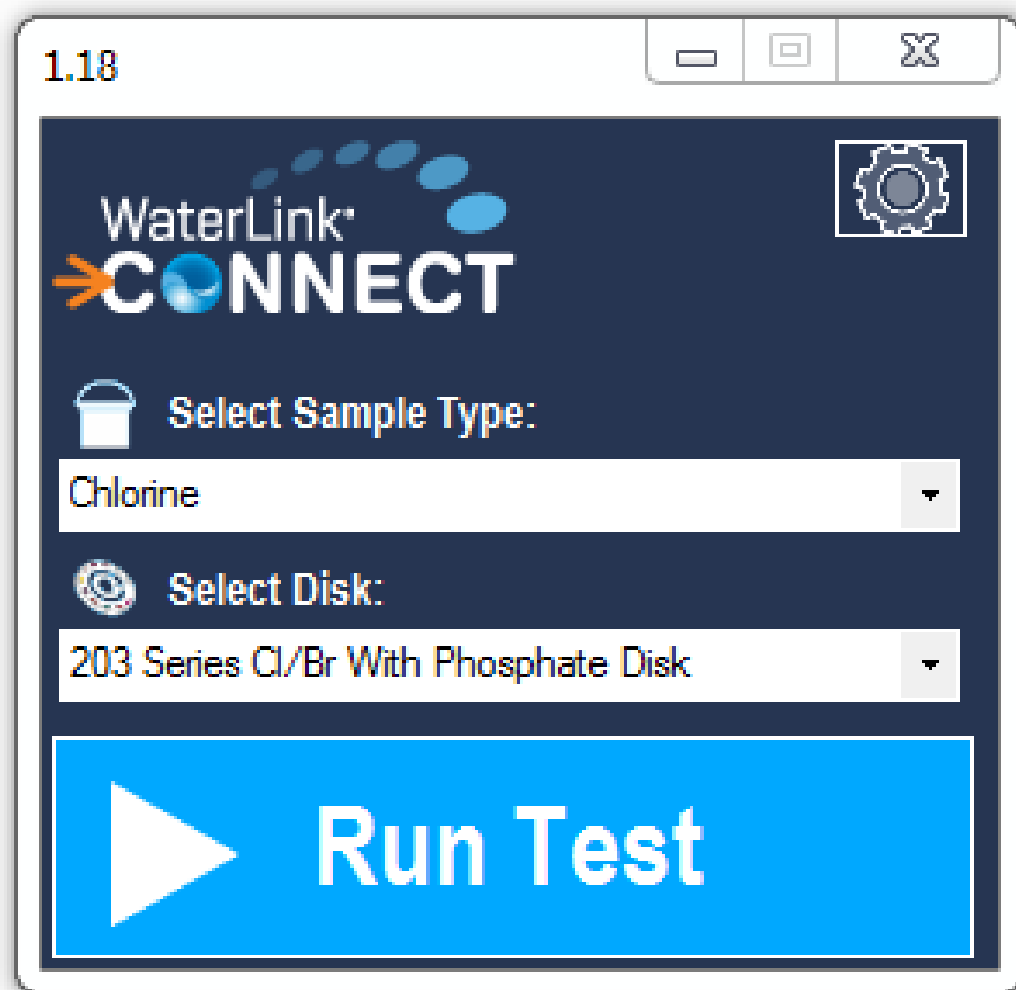 1.18
WaterLink®
CONNECT
Select Sample Type:
Chlorine
Select Disk:
203 Series Cl/Br With Phosphate Disk
Run Test